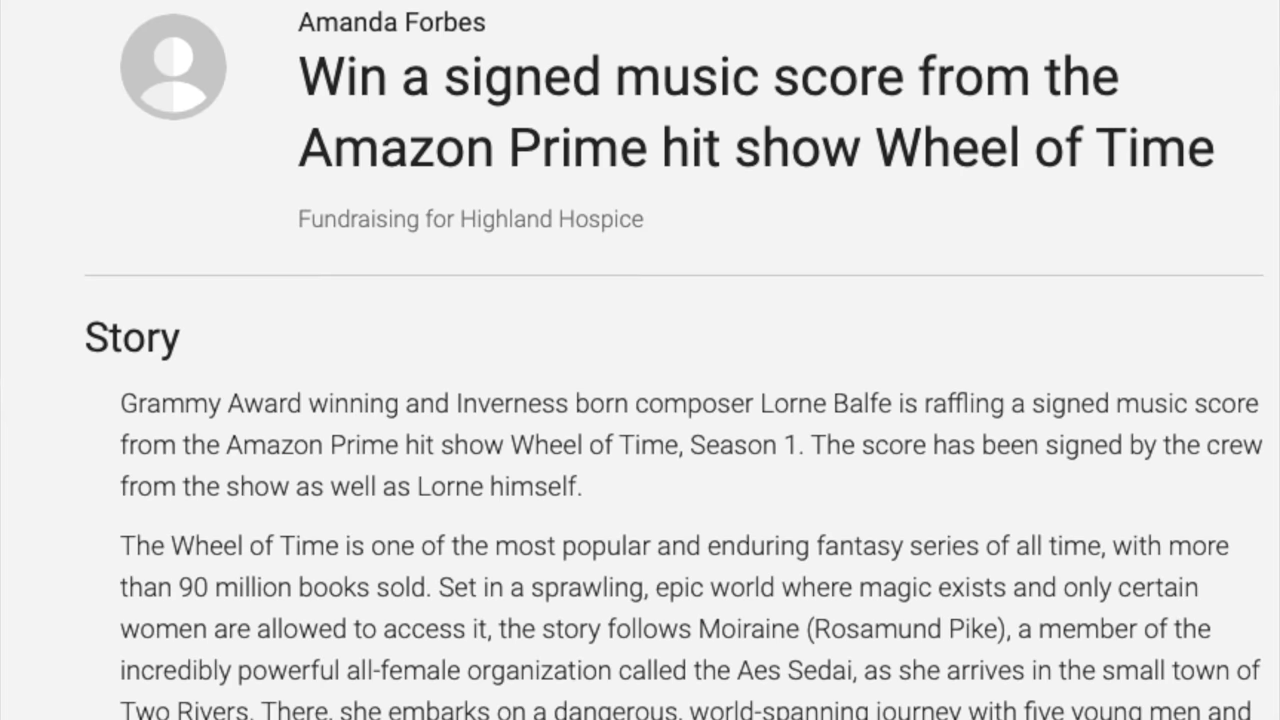 Amanda Forbes
Win a signed music score from the
Amazon Prime hit show Wheel of Time
Fundraising for Highland Hospice
Story
Grammy Award winning and Inverness born composer Lorne Balfe is raffling a signed music score
from the Amazon Prime hit show Wheel of Time, Season 1. The score has been signed by the crew
from the show as well as Lorne himself.
The Wheel of Time is one of the most popular and enduring fantasy series of all time, with more
than 90 million books sold. Set in a sprawling, epic world where magic exists and only certain
women are allowed to access it, the story follows Moiraine (Rosamund Pike), a member of the
incredibly powerful all-female organization called the Aes Sedai, as she arrives in the small town of
Two Rivers. There, she embarks on a dangerous, world-spanning journey with five young men and